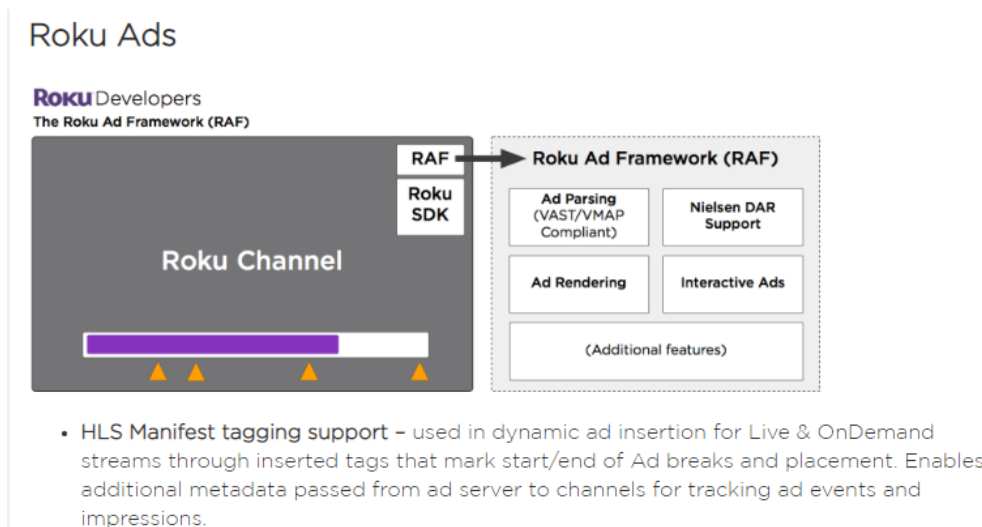 Roku Ads
ROKU Developers
The Roku Ad Framework (RAF)
RAF
Roku
SDK
Roku Channel
Roku Ad Framework (RAF)
Ad Parsing
(VAST/VMAP
Compliant)
Nielsen DAR
Support
Ad Rendering
Interactive Ads
(Additional features)
• HLS Manifest tagging support – used in dynamic ad insertion for Live & OnDemand
streams through inserted tags that mark start/end of Ad breaks and placement. Enables
additional metadata passed from ad server to channels for tracking ad events and
impressions.